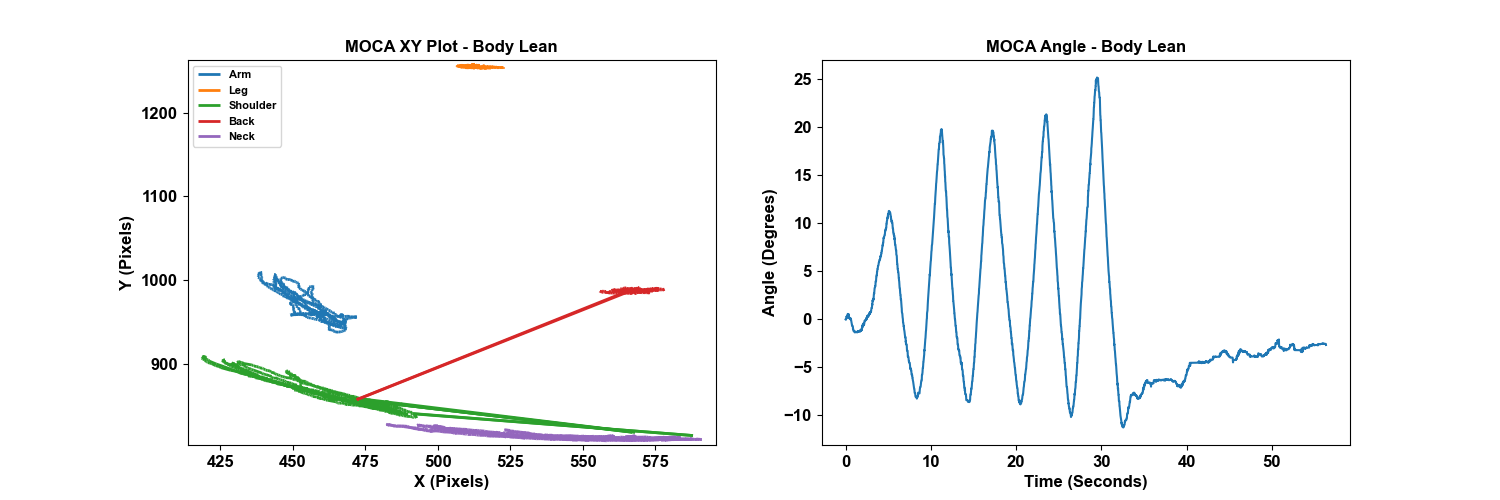 MOCA XY Plot - Body Lean
Arm
Leg
Shoulder
Back
Neck
1200
1100
1000
900
Y (Pixels)
425 450 475 500 525 550 575
X (Pixels)
MOCA Angle - Body Lean
25
20
15
10
5
0
−5
−10
Angle (Degrees)
0 10 20 30 40 50
Time (Seconds)